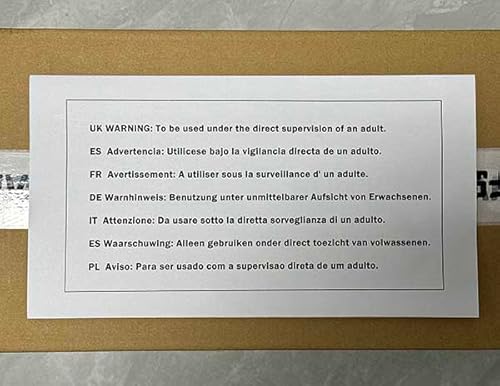 UK WARNING: To be used under the direct supervision of an adult.
ES Advertencia: Utilicese bajo la vigilancia directa de un adulto.
FR Avertissement: A utiliser sous la surveillance d' un adulte.
DE Warnhinweis: Benutzung unter unmittelbarer Aufsicht von Erwachsenen.
IT Attenzione: Da usare sotto la diretta sorveglianza di un adulto.
ES Waarschuwing: Alleen gebruiken onder direct toezicht van volwassenen.
PL Aviso: Para ser usado com a supervisao direta de um adulto.